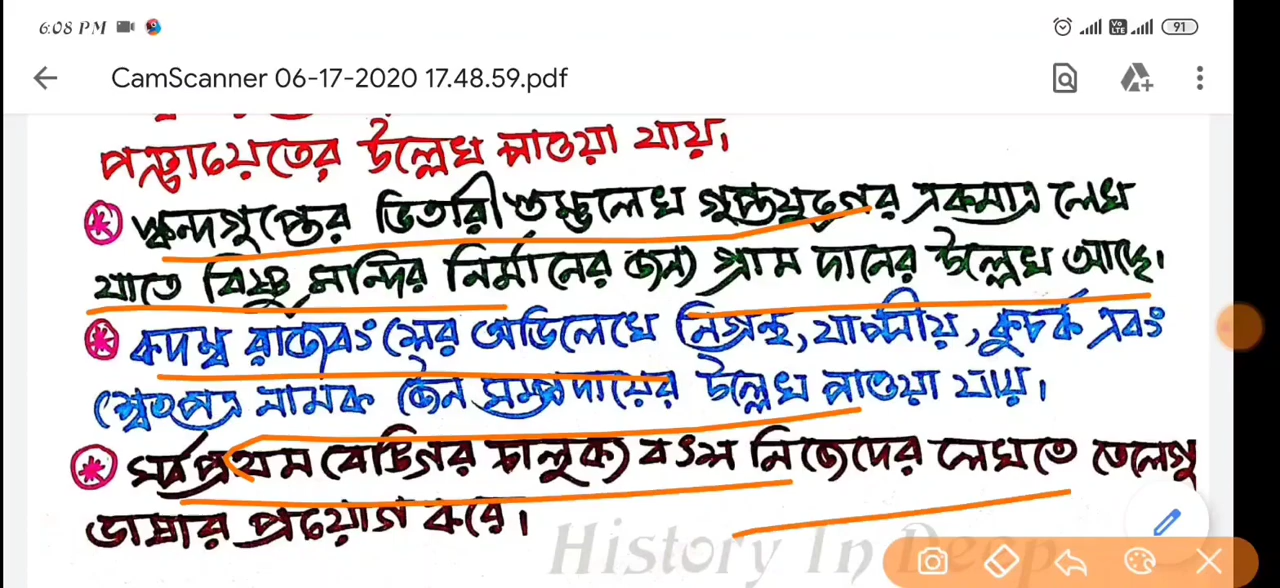 6:08 PM 91
CamScanner 06-17-2020 17.48.59.pdf
পঞ্চায়েতের উল্লেখ পাওয়া যায়।
স্কন্দগুপ্তের ভিতরী স্তম্ভলেখ গুপ্তযুগের একমাত্র লেখ
যাতে বিষ্ণু মন্দির নির্মানের জন্য গ্রাম দানের উল্লেখ আছে।
কদম্ব রাজবংসের অভিলেখে নিগ্রন্থ, যাপনীয়, কুর্চক এবং
শ্বেতপত্র নামক জৈন সম্প্রদায়ের উল্লেখ পাওয়া যায়।
সর্বপ্রথম বেঙ্গির চালুক্য বংস নিজেদের লেখতে তেলেগু
ভাষার প্রয়োগ করে।
History In Deep